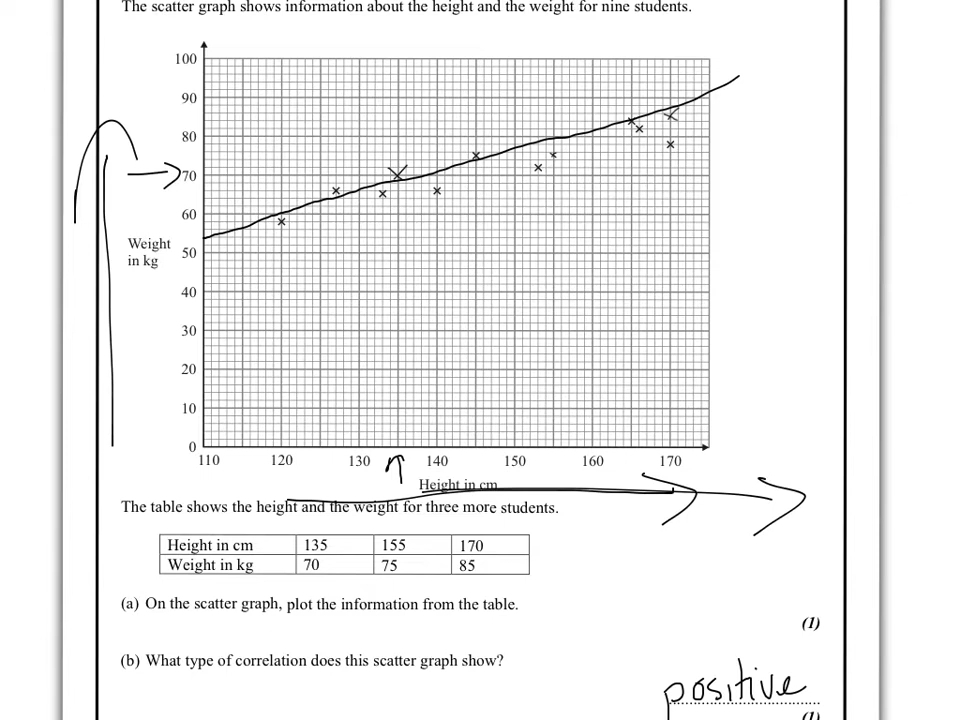 The scatter graph shows information about the height and the weight for nine students.
100
90
80
70
60
Weight
in kg
50
40
30
20
10
0
110 120 130 140 150 160 170
Height in cm
The table shows the height and the weight for three more students.
Height in cm 135 155 170
Weight in kg 70 75 85
(a) On the scatter graph, plot the information from the table.
(1)
(b) What type of correlation does this scatter graph show?
positive
(1)